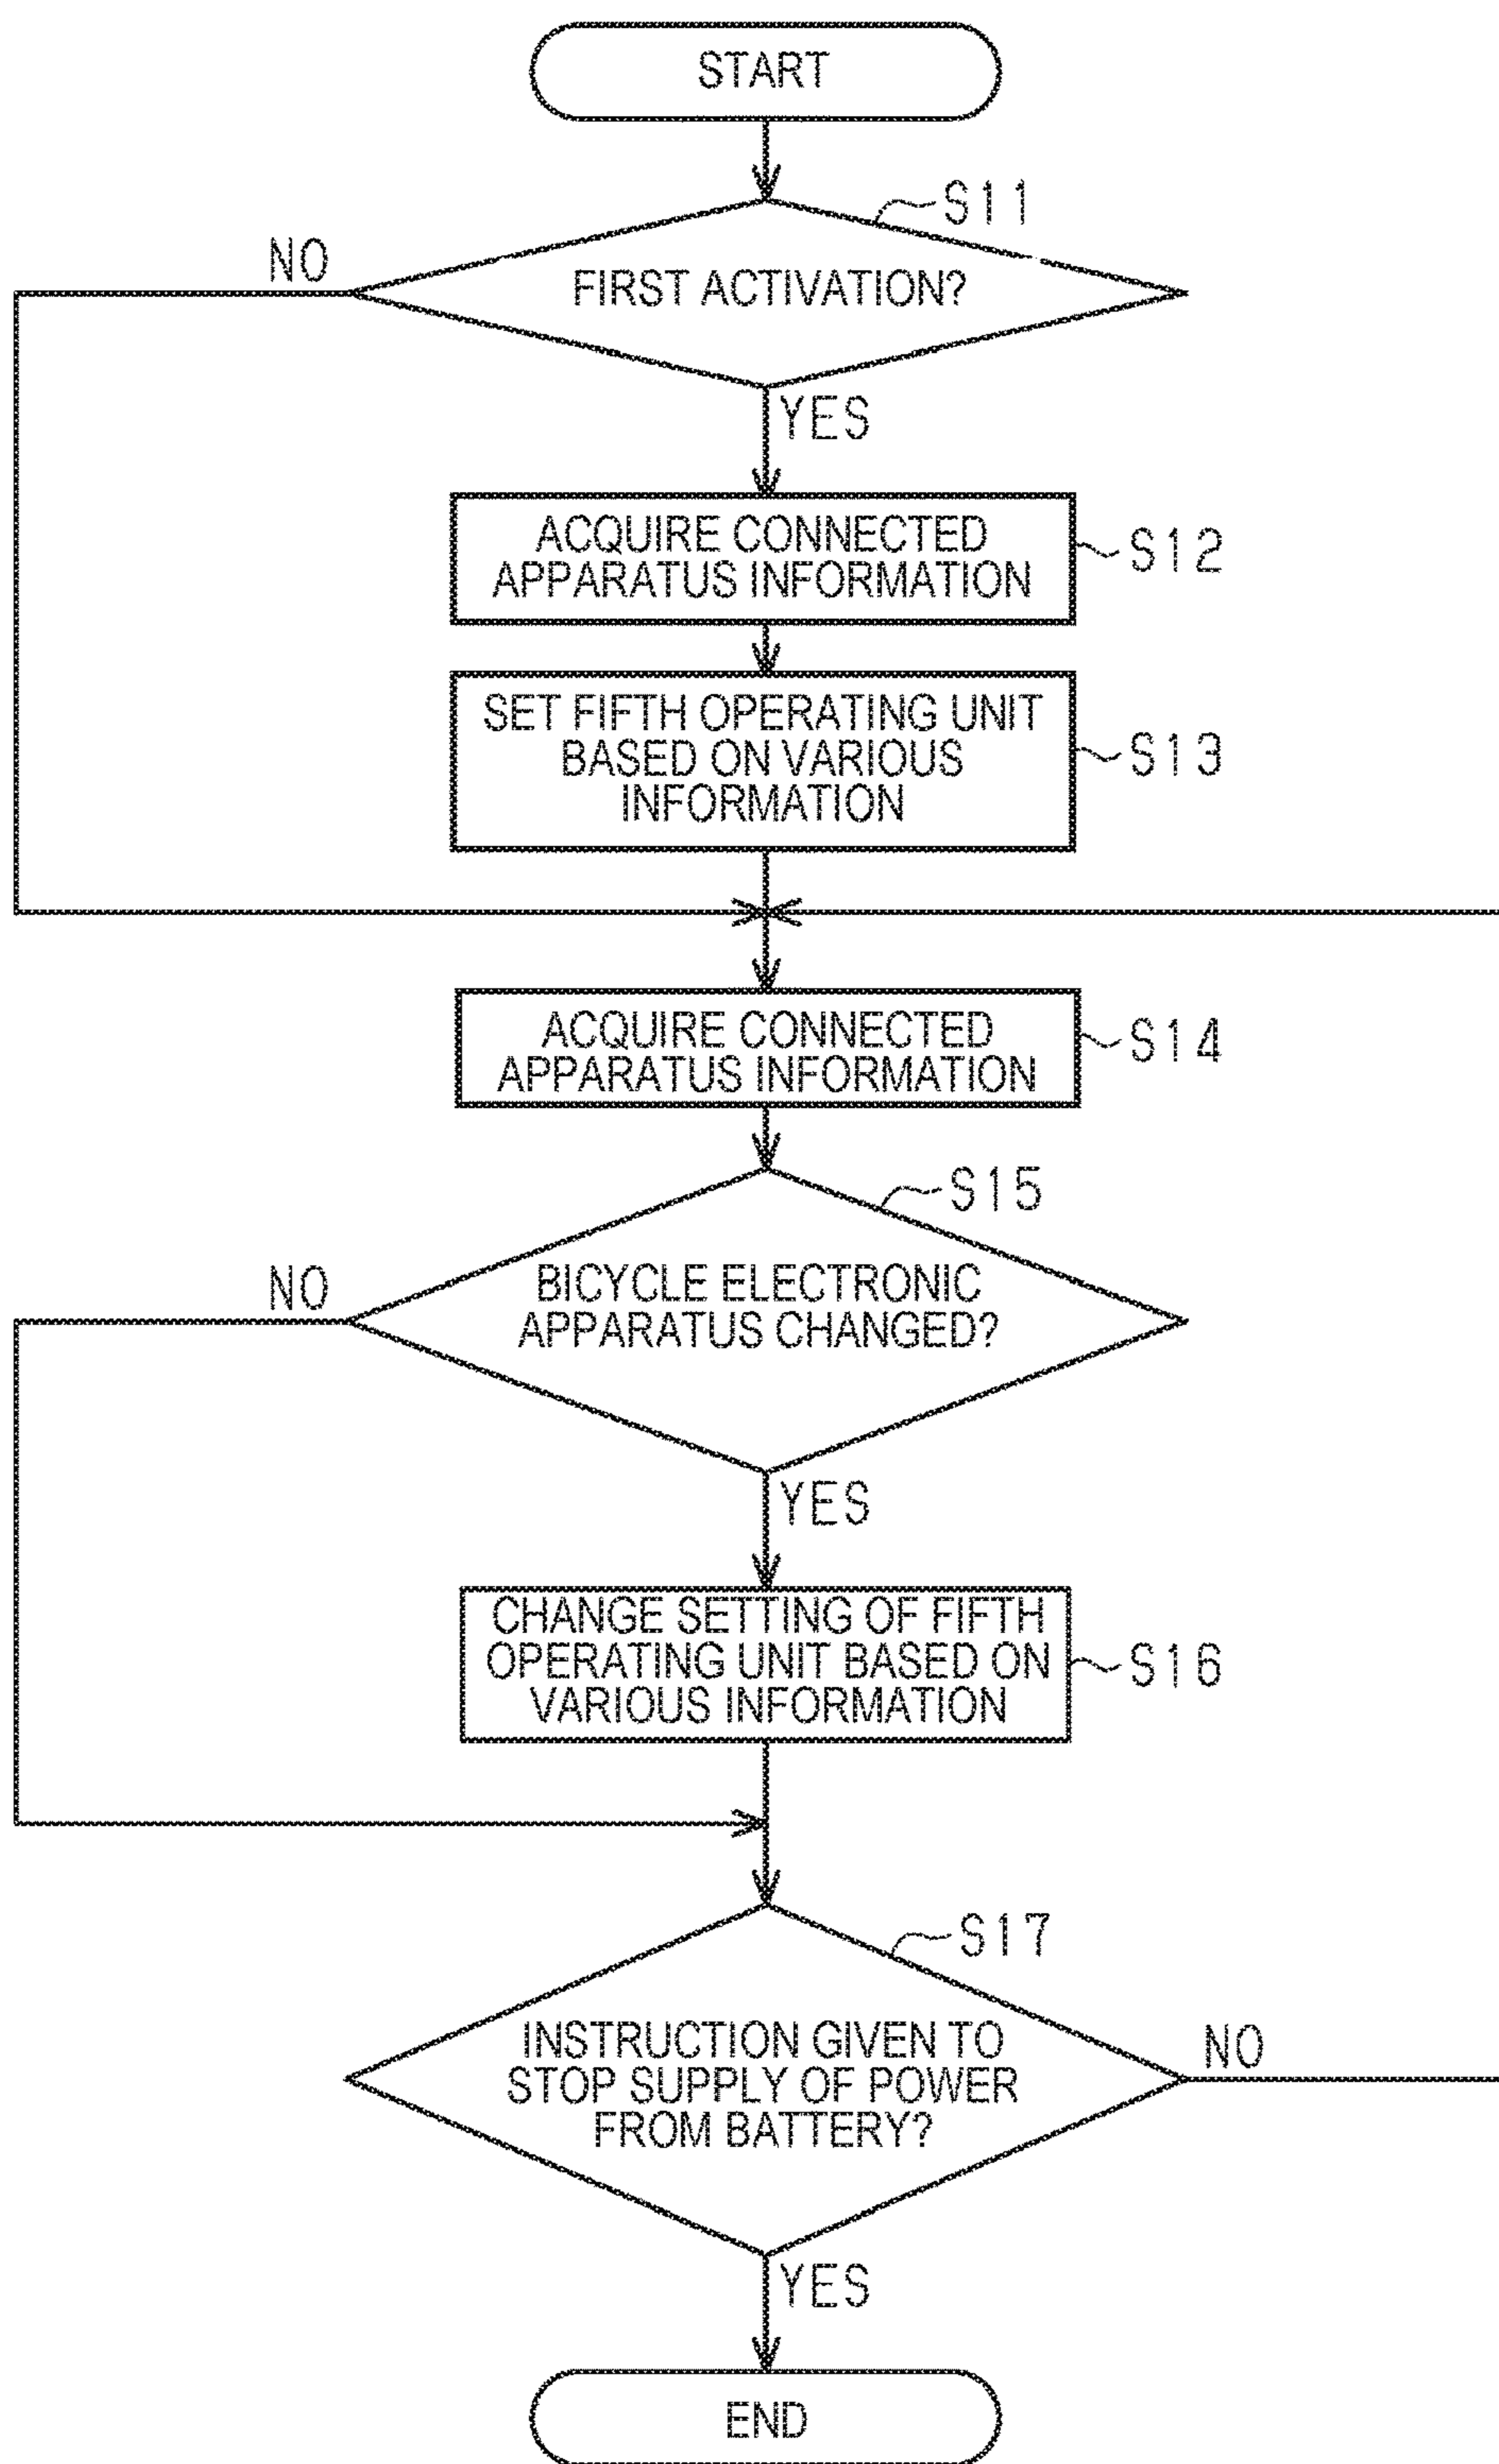 START
S11
NO
FIRST ACTIVATION?
YES
ACQUIRE CONNECTED
APPARATUS INFORMATION
S12
SET FIFTH OPERATING UNIT
BASED ON VARIOUS
INFORMATION
S13
ACQUIRE CONNECTED
APPARATUS INFORMATION
S14
S15
NO
BICYCLE ELECTRONIC
APPARATUS CHANGED?
YES
CHANGE SETTING OF FIFTH
OPERATING UNIT BASED ON
VARIOUS INFORMATION
S16
S17
INSTRUCTION GIVEN TO
STOP SUPPLY OF POWER
FROM BATTERY?
NO
YES
END